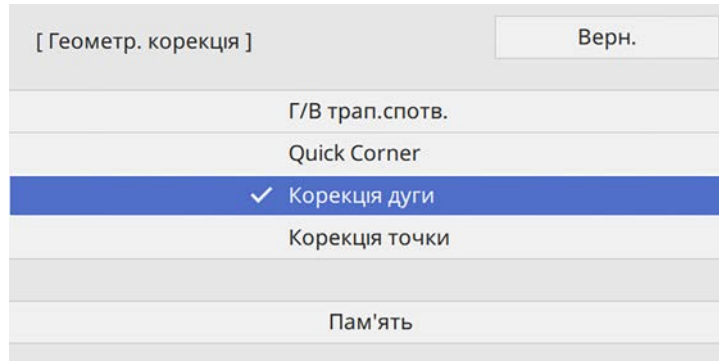 [ Геометр. корекція ]
Верн.
Г/В трап.спотв.
Quick Corner
Корекція дуги
Корекція точки
Пам'ять